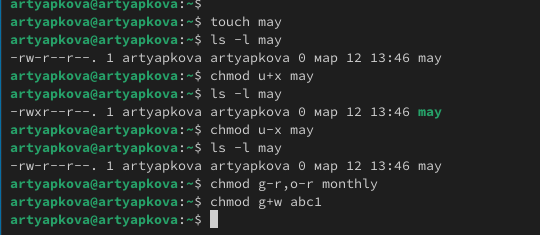 artyapkova@artyapkova:~$
artyapkova@artyapkova:~$ touch may
artyapkova@artyapkova:~$ ls -l may
-rw-r--r--. 1 artyapkova artyapkova 0 мар 12 13:46 may
artyapkova@artyapkova:~$ chmod u+x may
artyapkova@artyapkova:~$ ls -l may
-rwxr--r--. 1 artyapkova artyapkova 0 мар 12 13:46 may
artyapkova@artyapkova:~$ chmod u-x may
artyapkova@artyapkova:~$ ls -l may
-rw-r--r--. 1 artyapkova artyapkova 0 мар 12 13:46 may
artyapkova@artyapkova:~$ chmod g-r,o-r monthly
artyapkova@artyapkova:~$ chmod g+w abc1
artyapkova@artyapkova:~$